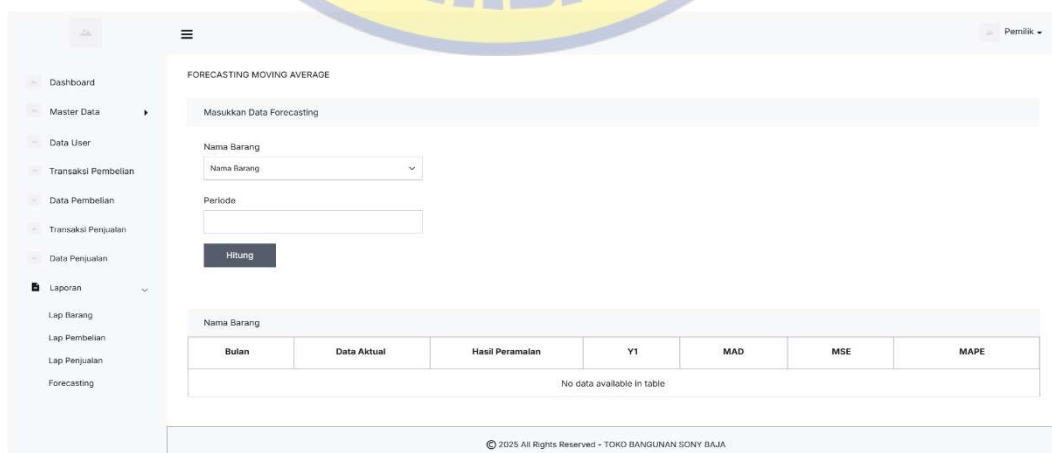 Pemilik
Dashboard
Master Data
Data User
Transaksi Pembelian
Data Pembelian
Transaksi Penjualan
Data Penjualan
Laporan
Lap Barang
Lap Pembelian
Lap Penjualan
Forecasting
FORECASTING MOVING AVERAGE
Masukkan Data Forecasting
Nama Barang
Nama Barang
Periode
Hitung
Nama Barang
Bulan Data Aktual Hasil Peramalan Y1 MAD MSE MAPE
No data available in table
© 2025 All Rights Reserved - TOKO BANGUNAN SONY BAJA